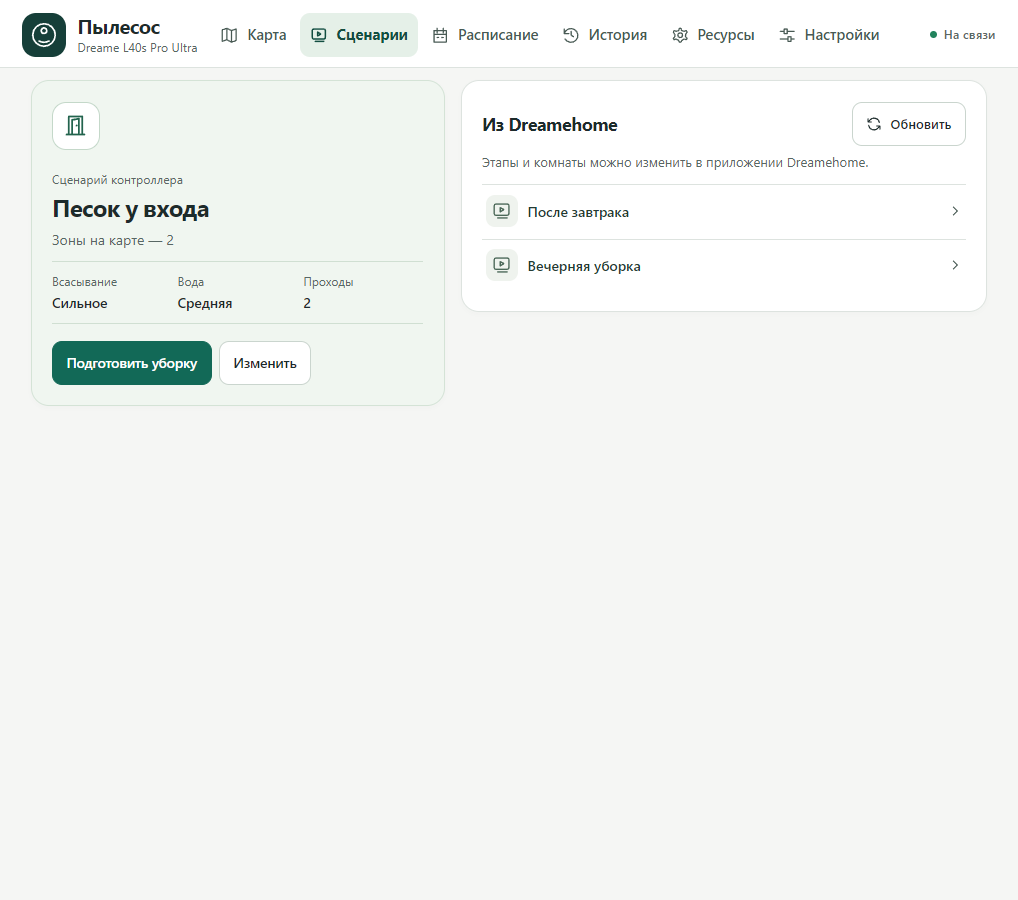 Пылесос
Dreame L40s Pro Ultra
Карта
Сценарии
Расписание
История
Ресурсы
Настройки
На связи
Сценарий контроллера
Песок у входа
Зоны на карте — 2
Всасывание
Сильное
Вода
Средняя
Проходы
2
Подготовить уборку
Изменить
Из Dreamehome
Обновить
Этапы и комнаты можно изменить в приложении Dreamehome.
После завтрака
Вечерняя уборка